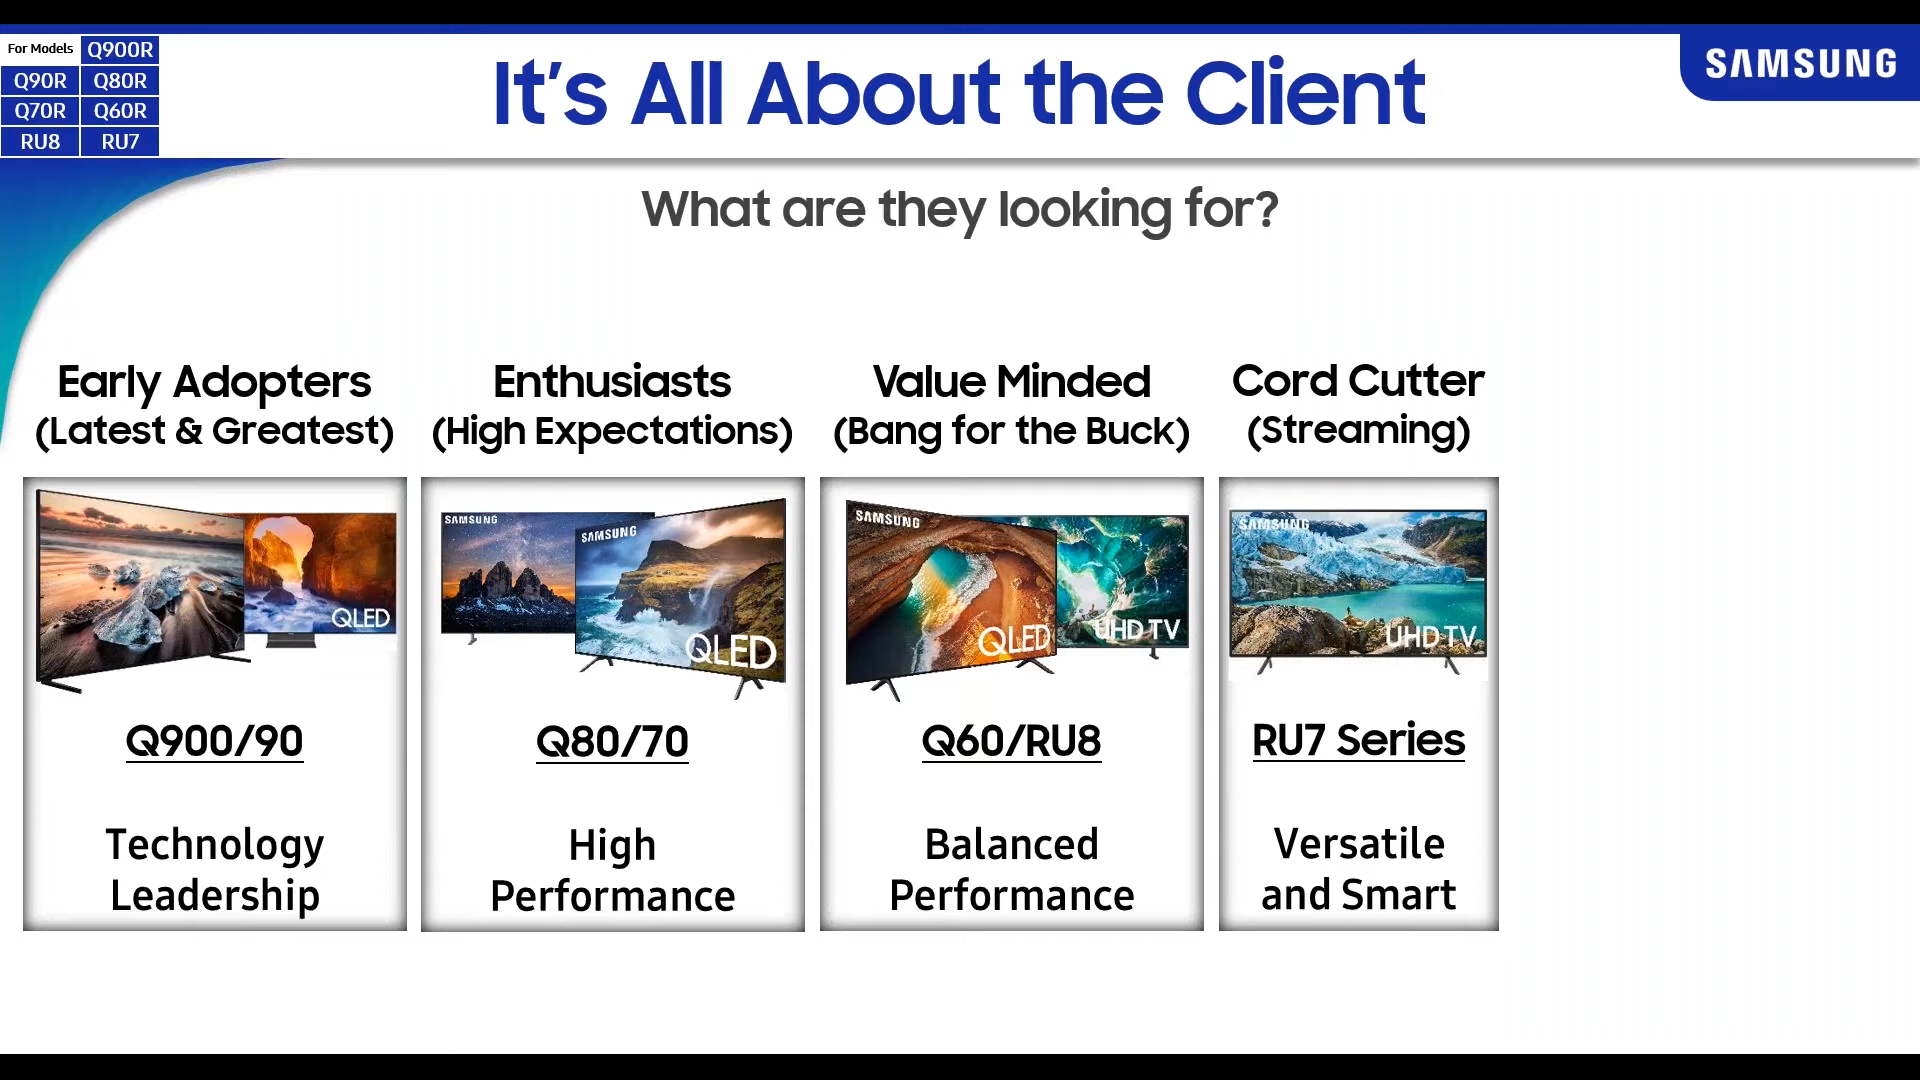 For Models Q900R
Q90R Q80R
Q70R Q60R
RU8 RU7
It's All About the Client
SAMSUNG
What are they looking for?
Early Adopters
(Latest & Greatest)
QLED
Q900/90
Technology
Leadership
Enthusiasts
(High Expectations)
SAMSUNG
SAMSUNG
QLED
Q80/70
High
Performance
Value Minded
(Bang for the Buck)
SAMSUNG
QLED
UHD TV
Q60/RU8
Balanced
Performance
Cord Cutter
(Streaming)
SAMSUNG
UHD TV
RU7 Series
Versatile
and Smart